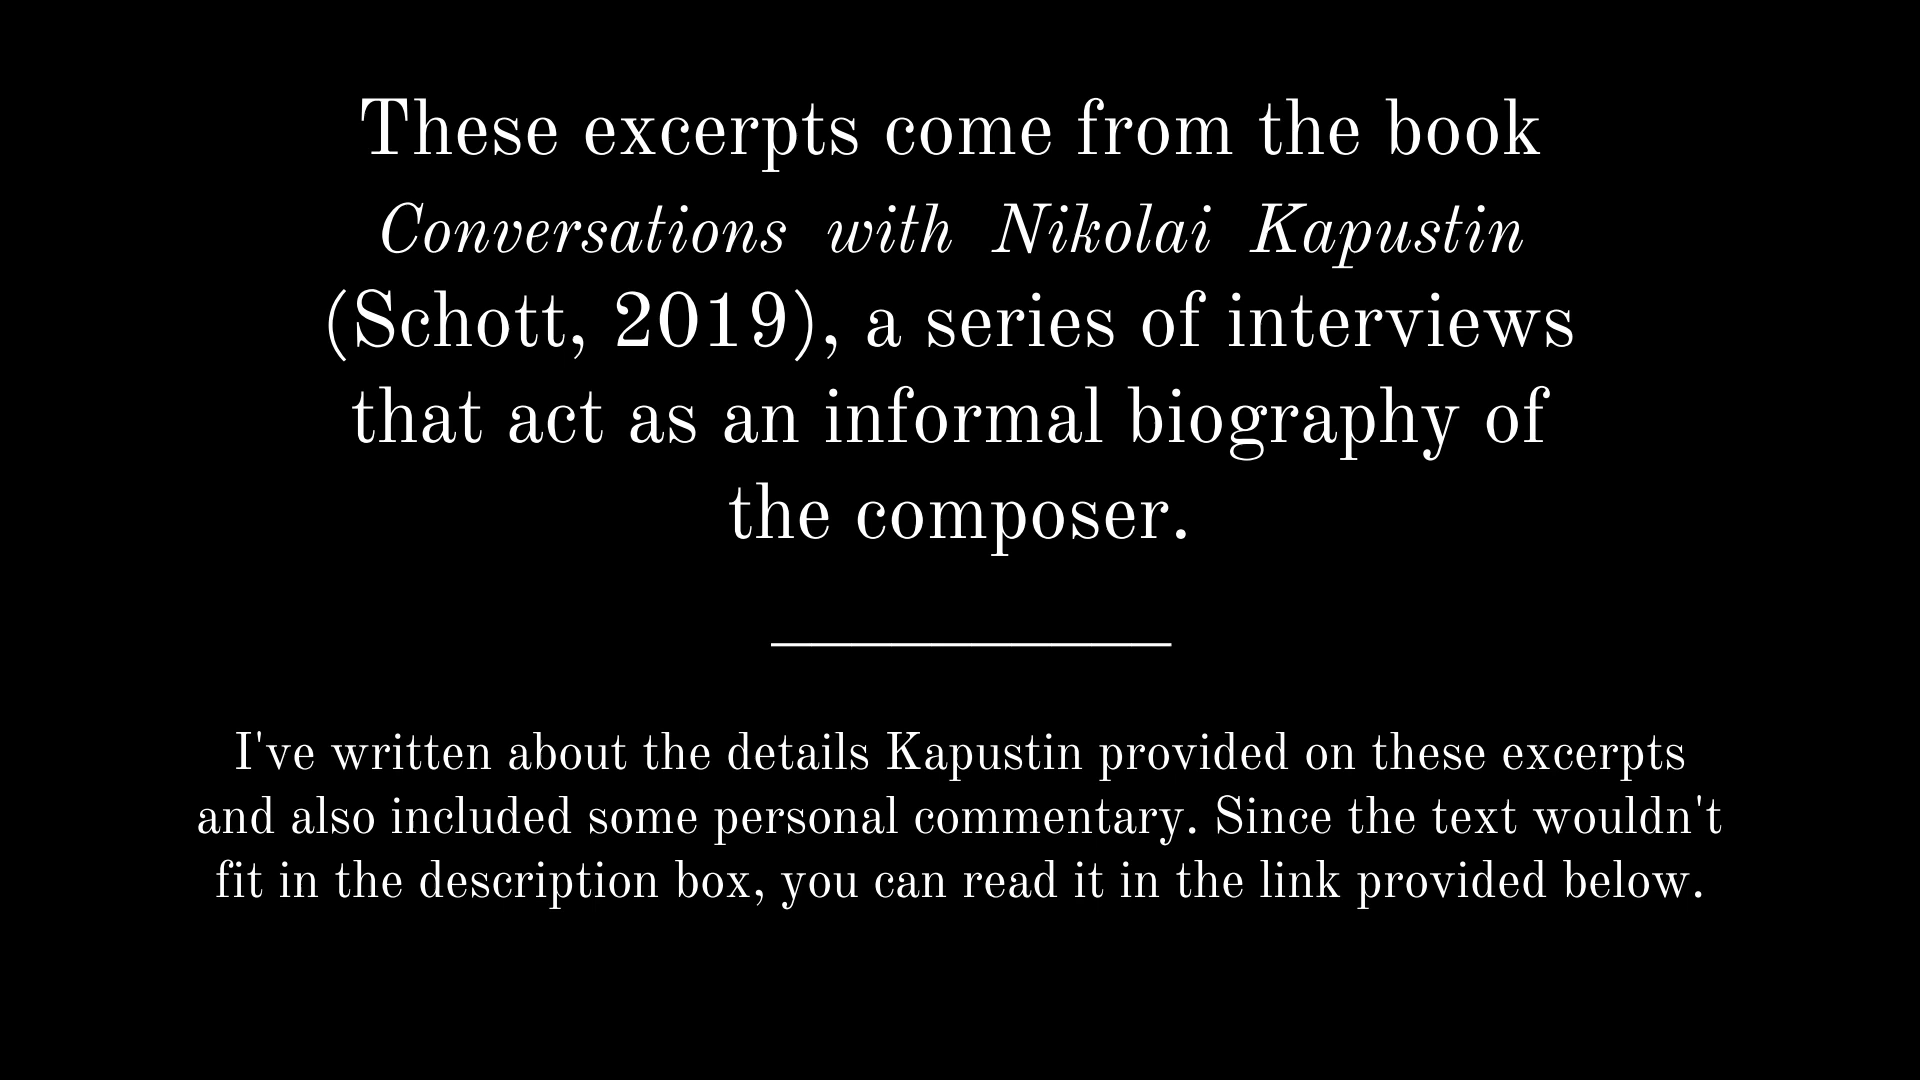 These excerpts come from the book
Conversations with Nikolai Kapustin
(Schott, 2019), a series of interviews
that act as an informal biography of
the composer.
I've written about the details Kapustin provided on these excerpts
and also included some personal commentary. Since the text wouldn't
fit in the description box, you can read it in the link provided below.